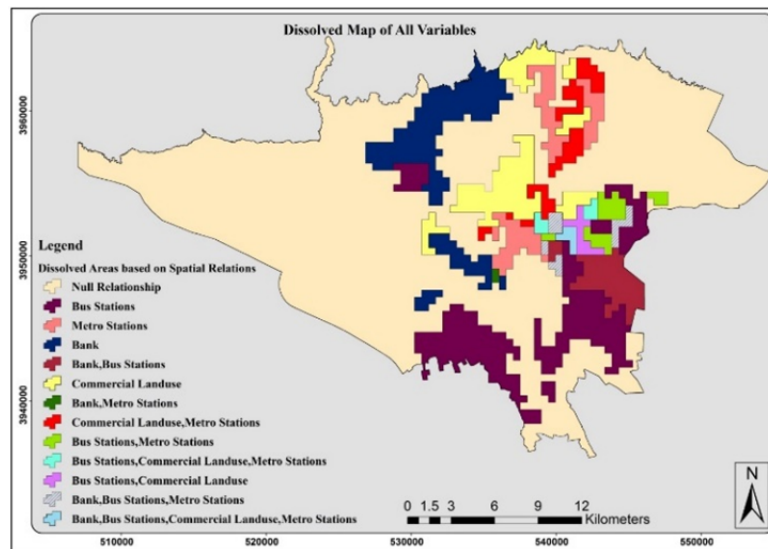 Dissolved Map of All Variables
3960000
3950000
3940000
Legend
Dissolved Areas based on Spatial Relations
Null Relationship
Bus Stations
Metro Stations
Bank
Bank,Bus Stations
Commercial Landuse
Bank,Metro Stations
Commercial Landuse,Metro Stations
Bus Stations,Metro Stations
Bus Stations,Commercial Landuse,Metro Stations
Bus Stations,Commercial Landuse
Bank,Bus Stations,Metro Stations
Bank,Bus Stations,Commercial Landuse,Metro Stations
0 1.5 3 6 9 12
Kilometers
N
510000 520000 530000 540000 550000